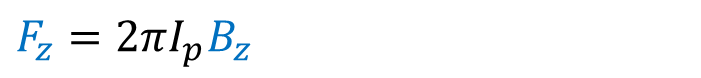 F_z = 2πI_p B_z